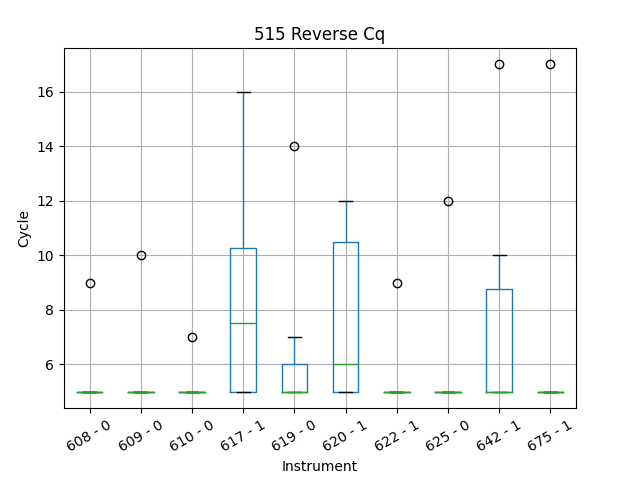 515 Reverse Cq
16
14
12
10
8
6
Cycle
608 - 0
609 - 0
610 - 0
617 - 1
619 - 0
620 - 1
622 - 1
625 - 0
642 - 1
675 - 1
Instrument